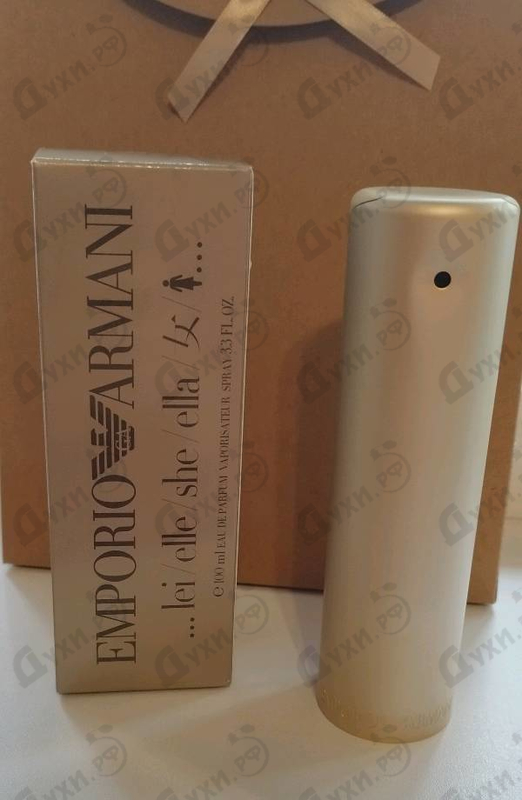 EMPORIO ARMANI
...lei/elle/she/ella/女/...
℮100 ml EAU DE PARFUM VAPORISATEUR SPRAY 3.3 FL.OZ
Духи.рф